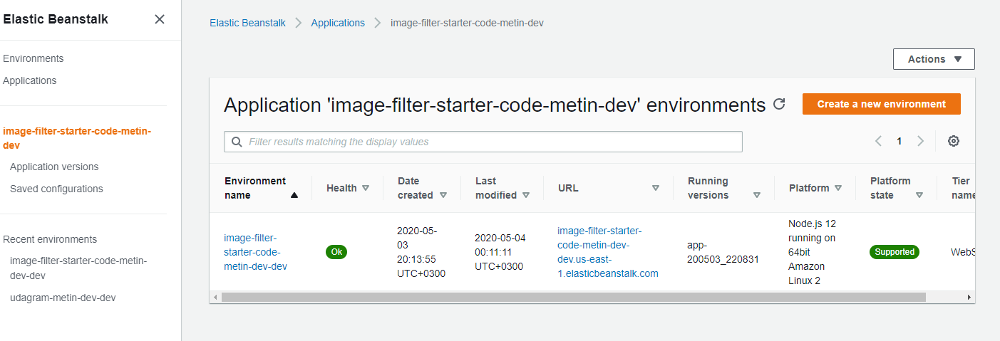 Elastic Beanstalk
Environments
Applications
image-filter-starter-code-metin-
dev
Application versions
Saved configurations
Recent environments
image-filter-starter-code-metin-
dev-dev
udagram-metin-dev-dev
Elastic Beanstalk
Applications
image-filter-starter-code-metin-dev
Actions
Application 'image-filter-starter-code-metin-dev' environments
Create a new environment
Filter results matching the display values
1
Environment
name
Health
Date
created
Last
modified
URL
Running
versions
Platform
Platform
state
Tier
name
image-filter-
starter-code-
metin-dev-dev
Ok
2020-05-
03
20:13:55
UTC+0300
2020-05-04
00:11:11
UTC+0300
image-filter-starter-
code-metin-dev-
dev.us-east-
1.elasticbeanstalk.com
app-
200503_220831
Node.js 12
running on
64bit
Amazon
Linux 2
Supported
WebS